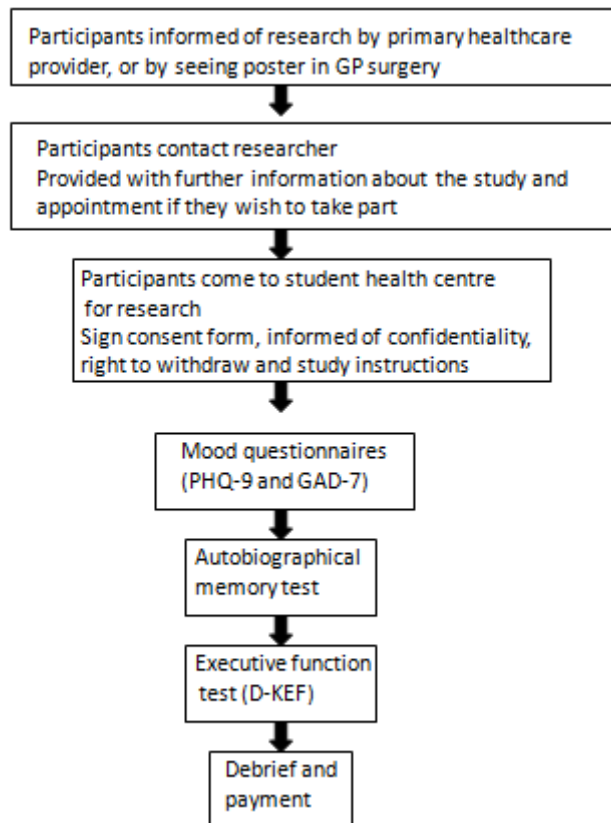 Participants informed of research by primary healthcare
provider, or by seeing poster in GP surgery
Participants contact researcher
Provided with further information about the study and
appointment if they wish to take part
Participants come to student health centre
for research
Sign consent form, informed of confidentiality,
right to withdraw and study instructions
Mood questionnaires
(PHQ-9 and GAD-7)
Autobiographical
memory test
Executive function
test (D-KEF)
Debrief and
payment